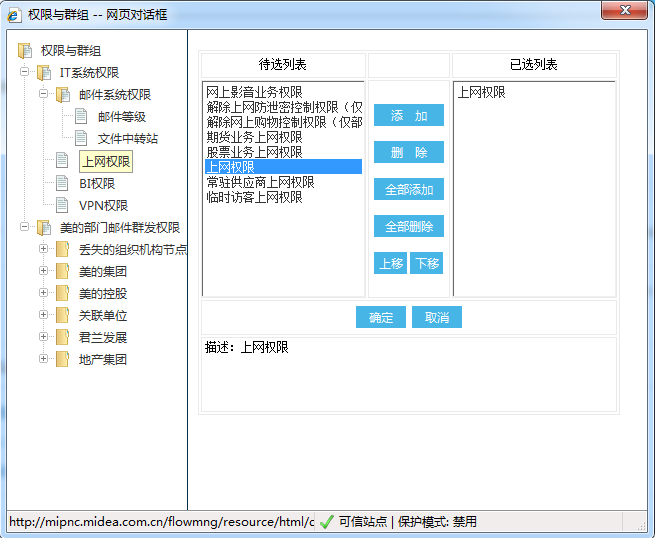 权限与群组 -- 网页对话框
权限与群组
IT系统权限
邮件系统权限
邮件等级
文件中转站
上网权限
BI权限
VPN权限
美的部门邮件群发权限
丢失的组织机构节点
美的集团
美的控股
关联单位
君兰发展
地产集团
待选列表
网上影音业务权限
解除上网防泄密控制权限（仅
解除网上购物控制权限（仅部
期货业务上网权限
股票业务上网权限
上网权限
常驻供应商上网权限
临时访客上网权限
添 加
删 除
全部添加
全部删除
上移 下移
已选列表
上网权限
确定 取消
描述: 上网权限
http://mipnc.midea.com.cn/flowmng/resource/html/c 可信站点 | 保护模式: 禁用